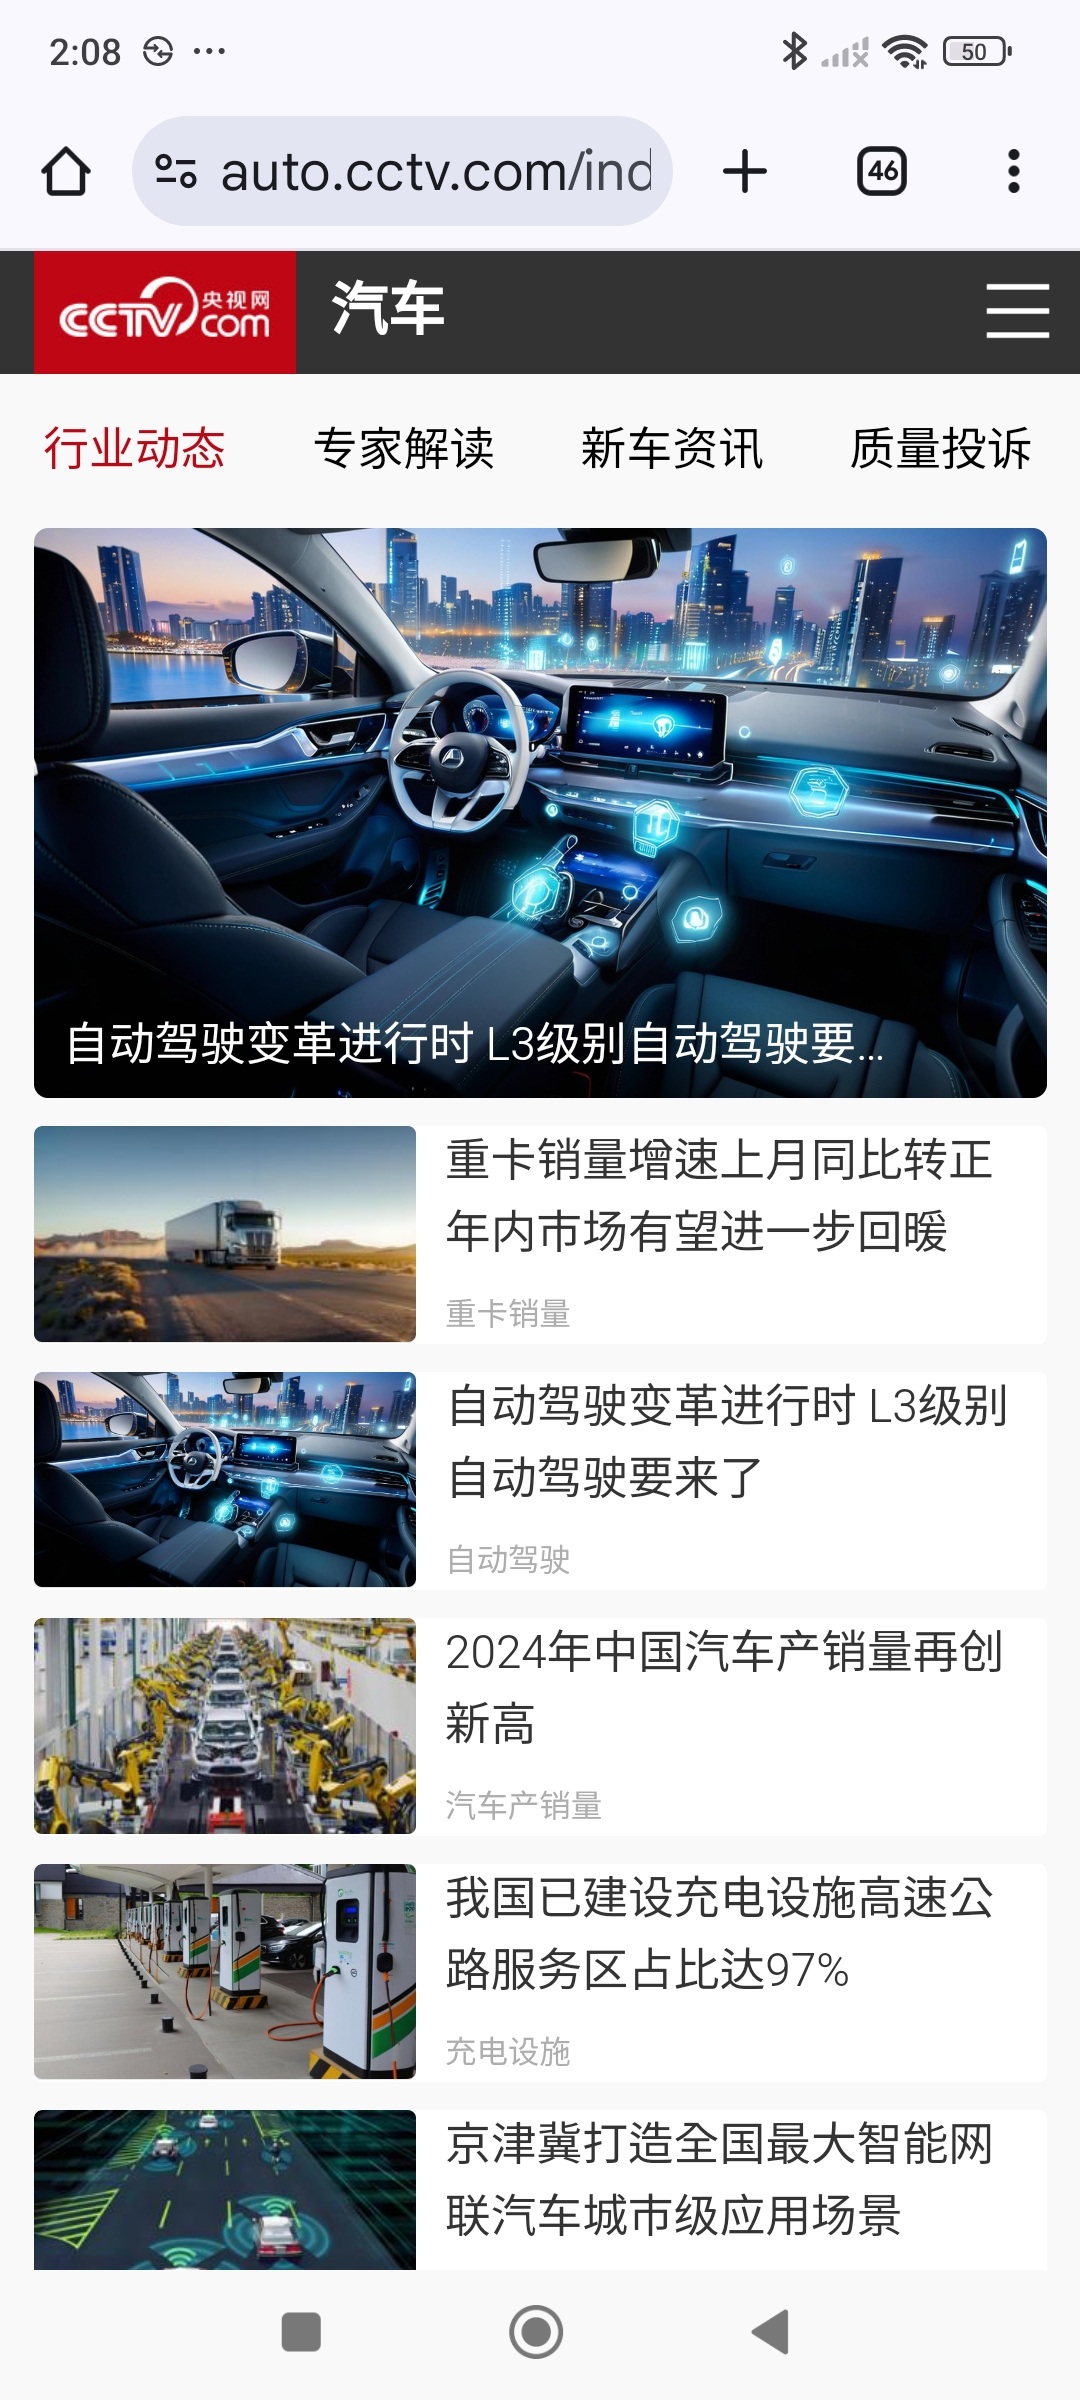 2:08
50
auto.cctv.com/ind
46
CCTV 央视网
com
汽车
行业动态 专家解读 新车资讯 质量投诉
自动驾驶变革进行时 L3级别自动驾驶要...
重卡销量增速上月同比转正
年内市场有望进一步回暖
重卡销量
自动驾驶变革进行时 L3级别
自动驾驶要来了
自动驾驶
2024年中国汽车产销量再创
新高
汽车产销量
我国已建设充电设施高速公
路服务区占比达97%
充电设施
京津冀打造全国最大智能网
联汽车城市级应用场景